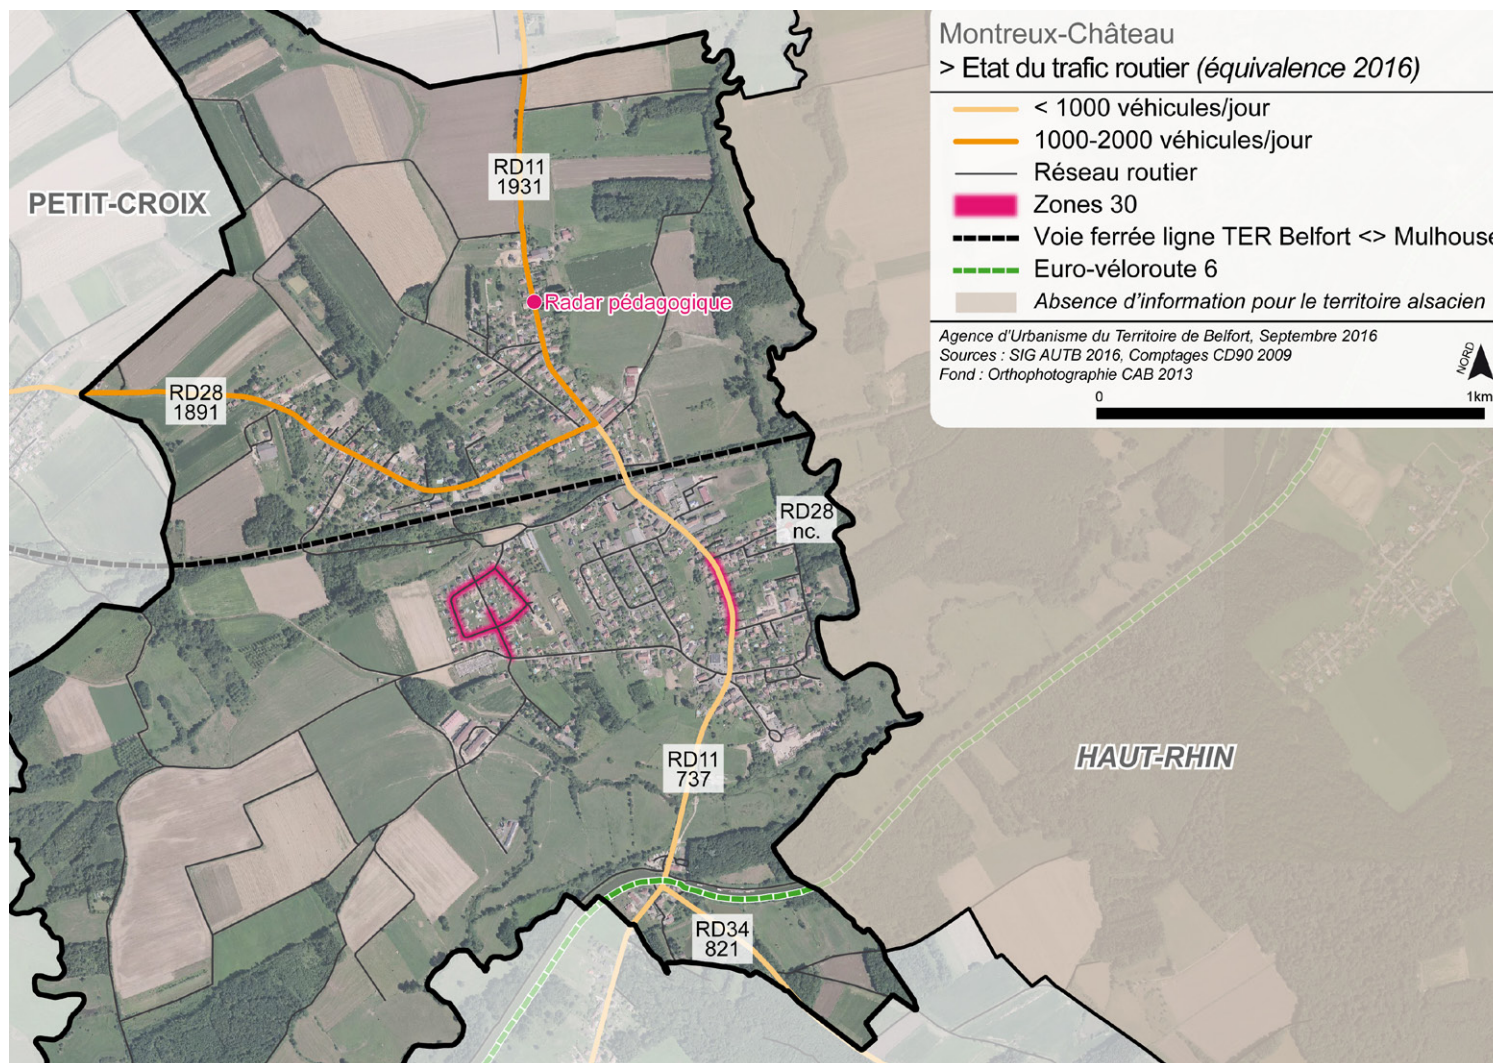 Montreux-Château
> Etat du trafic routier (équivalence 2016)
< 1000 véhicules/jour
1000-2000 véhicules/jour
Réseau routier
Zones 30
Voie ferrée ligne TER Belfort <> Mulhouse
Euro-véloroute 6
Absence d'information pour le territoire alsacien
Agence d'Urbanisme du Territoire de Belfort, Septembre 2016
Sources : SIG AUTB 2016, Comptages CD90 2009
Fond : Orthophotographie CAB 2013
NORD
0 1km
RD11
1931
PETIT-CROIX
Radar pédagogique
RD28
1891
RD28
nc.
RD11
737
HAUT-RHIN
RD34
821